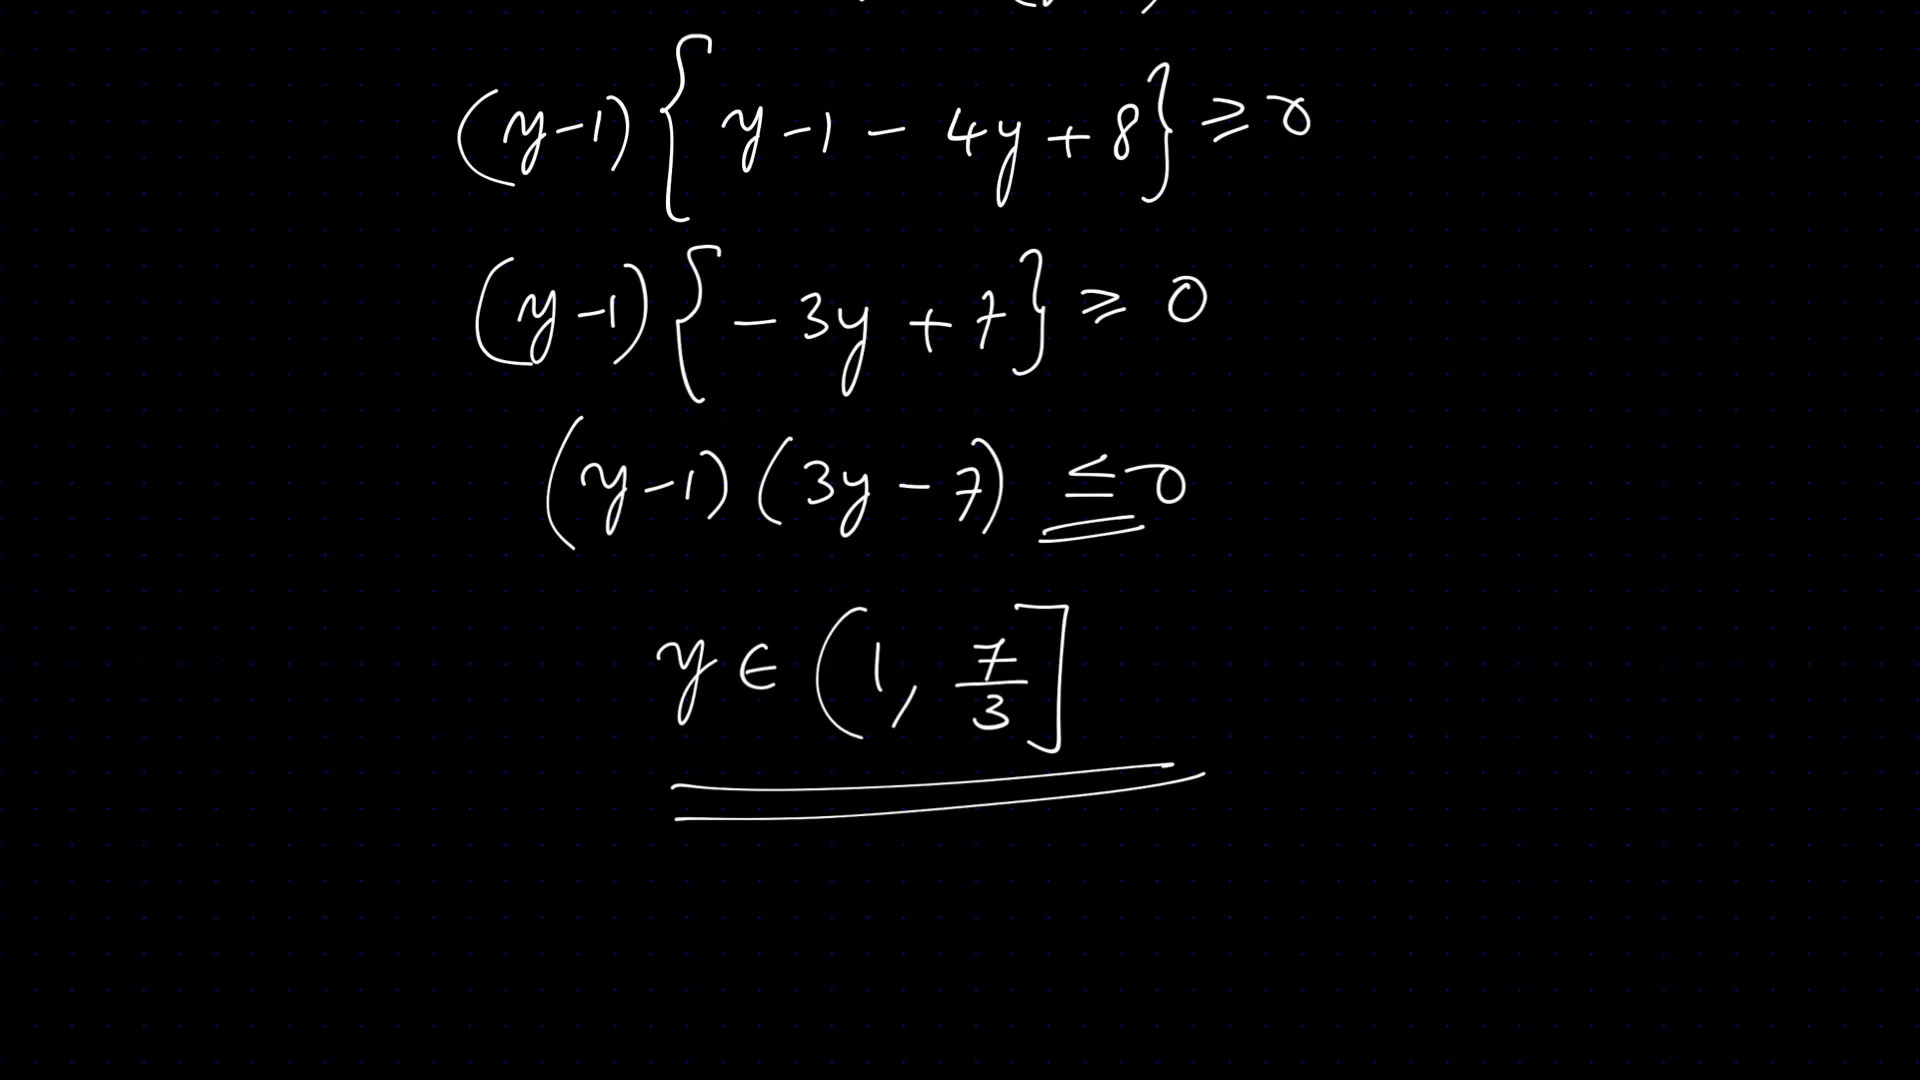 (y-1){y-1-4y+8}≥0
(y-1){-3y+7}≥0
(y-1)(3y-7)≤0
y∈(1, 7/3]